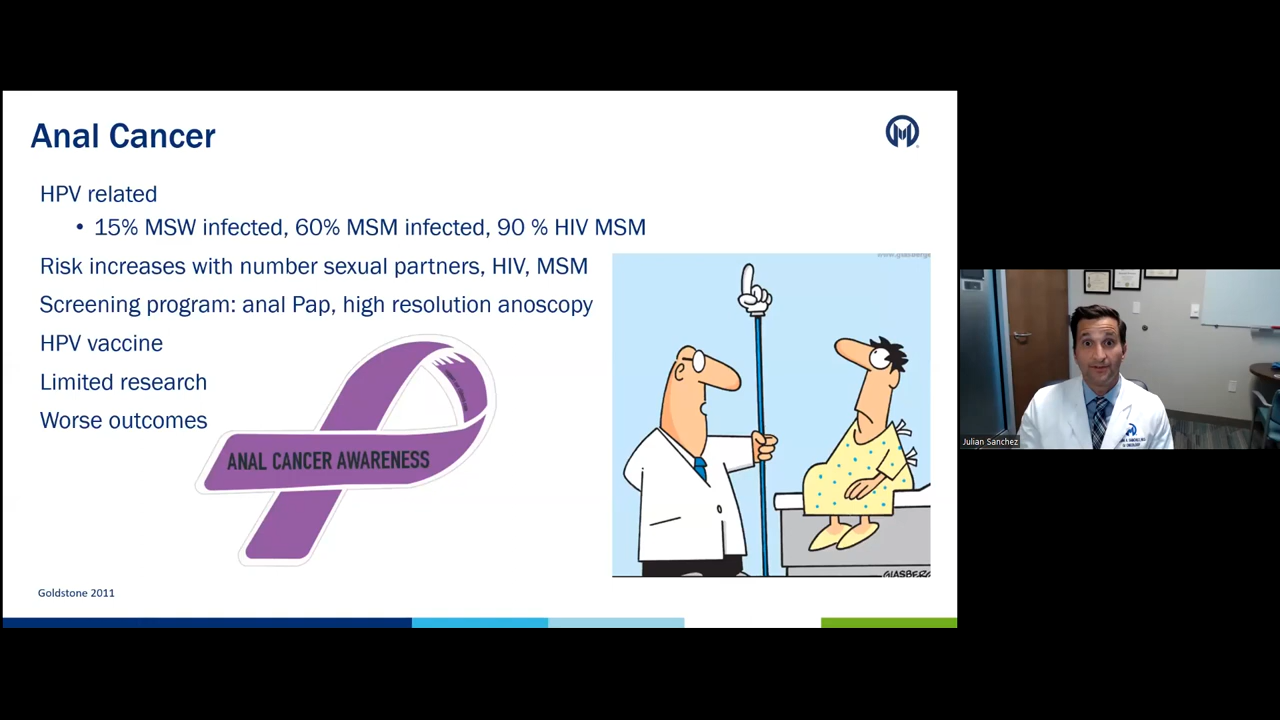 Anal Cancer
HPV related
• 15% MSW infected, 60% MSM infected, 90 % HIV MSM
Risk increases with number sexual partners, HIV, MSM
Screening program: anal Pap, high resolution anoscopy
HPV vaccine
Limited research
Worse outcomes
ANAL CANCER AWARENESS
GLASBERG
Goldstone 2011
Julian Sanchez